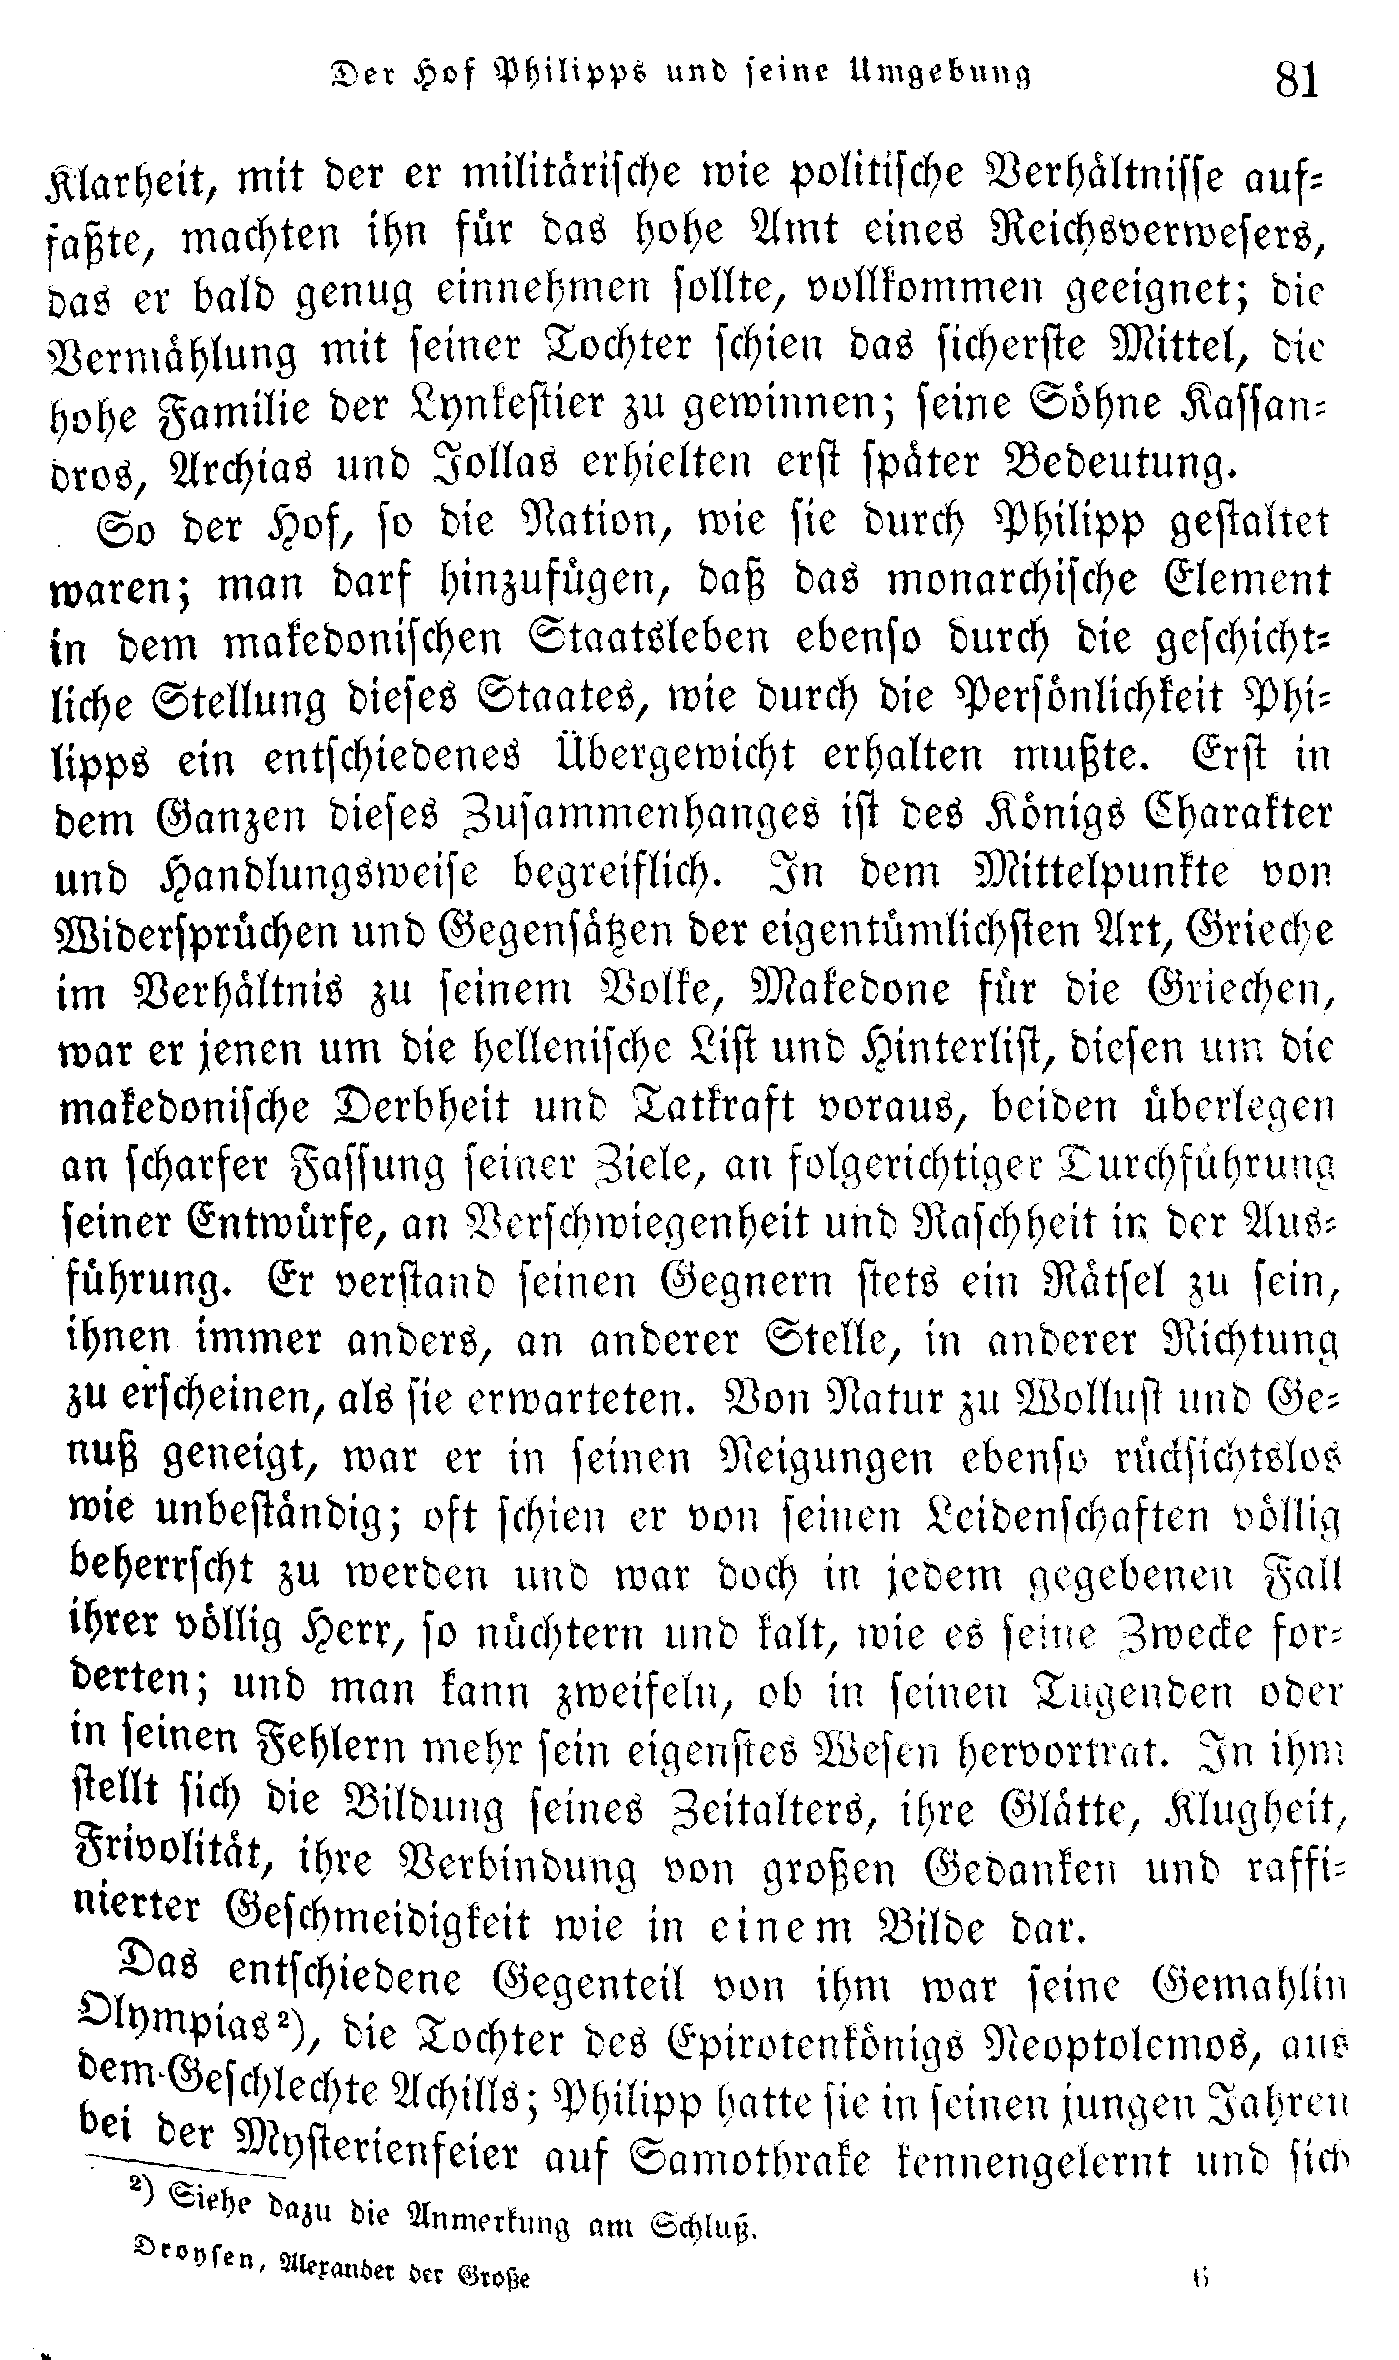 Der Hof Philipps und seine Umgebung 81
Klarheit, mit der er militärische wie politische Verhältnisse auf-
faßte, machten ihn für das hohe Amt eines Reichsverwesers,
das er bald genug einnehmen sollte, vollkommen geeignet; die
Vermählung mit seiner Tochter schien das sicherste Mittel, die
hohe Familie der Lynkestier zu gewinnen; seine Söhne Kassan-
dros, Archias und Jollas erhielten erst später Bedeutung.
So der Hof, so die Nation, wie sie durch Philipp gestaltet
waren; man darf hinzufügen, daß das monarchische Element
in dem makedonischen Staatsleben ebenso durch die geschicht-
liche Stellung dieses Staates, wie durch die Persönlichkeit Phi-
lipps ein entschiedenes Übergewicht erhalten mußte. Erst in
dem Ganzen dieses Zusammenhanges ist des Königs Charakter
und Handlungsweise begreiflich. In dem Mittelpunkte von
Widersprüchen und Gegensätzen der eigentümlichsten Art, Grieche
im Verhältnis zu seinem Volke, Makedone für die Griechen,
war er jenen um die hellenische List und Hinterlist, diesen um die
makedonische Derbheit und Tatkraft voraus, beiden überlegen
an scharfer Fassung seiner Ziele, an folgerichtiger Durchführung
seiner Entwürfe, an Verschwiegenheit und Raschheit in der Aus-
führung. Er verstand seinen Gegnern stets ein Rätsel zu sein,
ihnen immer anders, an anderer Stelle, in anderer Richtung
zu erscheinen, als sie erwarteten. Von Natur zu Wollust und Ge-
nuß geneigt, war er in seinen Neigungen ebenso rücksichtslos
wie unbeständig; oft schien er von seinen Leidenschaften völlig
beherrscht zu werden und war doch in jedem gegebenen Fall
ihrer völlig Herr, so nüchtern und kalt, wie es seine Zwecke for-
derten; und man kann zweifeln, ob in seinen Tugenden oder
in seinen Fehlern mehr sein eigenstes Wesen hervortrat. In ihm
stellt sich die Bildung seines Zeitalters, ihre Glätte, Klugheit,
Frivolität, ihre Verbindung von großen Gedanken und raffi-
nierter Geschmeidigkeit wie in einem Bilde dar.
Das entschiedene Gegenteil von ihm war seine Gemahlin
Olympias²), die Tochter des Epirotenkönigs Neoptolemos, aus
dem Geschlechte Achills; Philipp hatte sie in seinen jungen Jahren
bei der Mysterienfeier auf Samothrake kennengelernt und sich
²) Siehe dazu die Anmerkung am Schluß.
Droysen, Alexander der Große 6